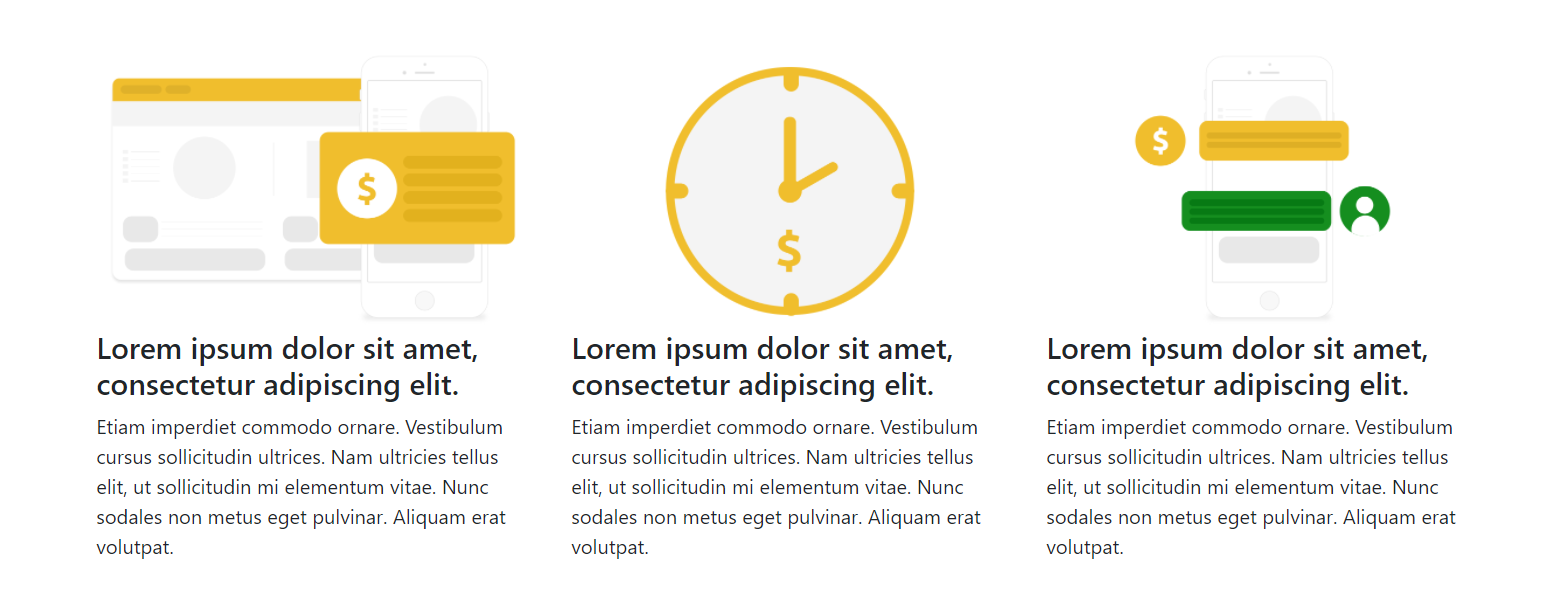 $
$
$
Lorem ipsum dolor sit amet,
consectetur adipiscing elit.
Etiam imperdiet commodo ornare. Vestibulum
cursus sollicitudin ultrices. Nam ultricies tellus
elit, ut sollicitudin mi elementum vitae. Nunc
sodales non metus eget pulvinar. Aliquam erat
volutpat.
Lorem ipsum dolor sit amet,
consectetur adipiscing elit.
Etiam imperdiet commodo ornare. Vestibulum
cursus sollicitudin ultrices. Nam ultricies tellus
elit, ut sollicitudin mi elementum vitae. Nunc
sodales non metus eget pulvinar. Aliquam erat
volutpat.
Lorem ipsum dolor sit amet,
consectetur adipiscing elit.
Etiam imperdiet commodo ornare. Vestibulum
cursus sollicitudin ultrices. Nam ultricies tellus
elit, ut sollicitudin mi elementum vitae. Nunc
sodales non metus eget pulvinar. Aliquam erat
volutpat.